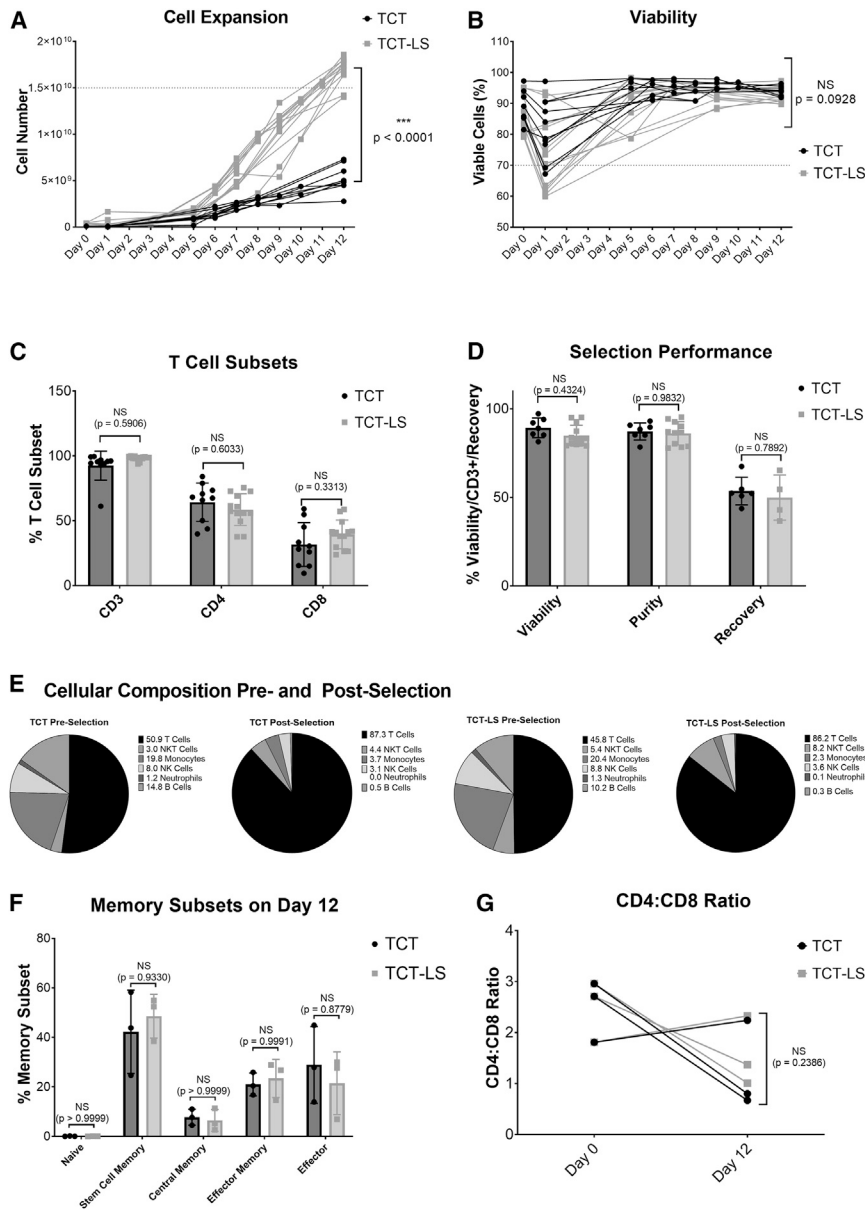 A
Cell Expansion
TCT
TCT-LS
Cell Number
2×10¹⁰
1.5×10¹⁰
1×10¹⁰
5×10⁹
0
***
p < 0.0001
Day 0
Day 1
Day 2
Day 3
Day 4
Day 5
Day 6
Day 7
Day 8
Day 9
Day 10
Day 11
Day 12
B
Viability
Viable Cells (%)
110
100
90
80
70
60
50
NS
p = 0.0928
TCT
TCT-LS
Day 0
Day 1
Day 2
Day 3
Day 4
Day 5
Day 6
Day 7
Day 8
Day 9
Day 10
Day 11
Day 12
C
T Cell Subsets
TCT
TCT-LS
% T Cell Subset
150
100
50
0
NS
(p = 0.5906)
NS
(p = 0.6033)
NS
(p = 0.3313)
CD3
CD4
CD8
D
Selection Performance
TCT
TCT-LS
% Viability/CD3+/Recovery
100
50
0
NS
(p = 0.4324)
NS
(p = 0.9832)
NS
(p = 0.7892)
Viability
Purity
Recovery
E
Cellular Composition Pre- and Post-Selection
TCT Pre-Selection
50.9 T Cells
3.0 NKT Cells
19.8 Monocytes
8.0 NK Cells
1.2 Neutrophils
14.8 B Cells
TCT Post-Selection
87.3 T Cells
4.4 NKT Cells
3.7 Monocytes
3.1 NK Cells
0.0 Neutrophils
0.5 B Cells
TCT-LS Pre-Selection
45.8 T Cells
5.4 NKT Cells
20.4 Monocytes
8.8 NK Cells
1.3 Neutrophils
10.2 B Cells
TCT-LS Post-Selection
86.2 T Cells
8.2 NKT Cells
2.3 Monocytes
3.6 NK Cells
0.1 Neutrophil
0.3 B Cells
F
Memory Subsets on Day 12
TCT
TCT-LS
% Memory Subset
80
60
40
20
0
NS
(p > 0.9999)
NS
(p = 0.9330)
NS
(p > 0.9999)
NS
(p = 0.9991)
NS
(p = 0.8779)
Naive
Stem Cell Memory
Central Memory
Effector Memory
Effector
G
CD4:CD8 Ratio
TCT
TCT-LS
CD4:CD8 Ratio
4
3
2
1
0
NS
(p = 0.2386)
Day 0
Day 12